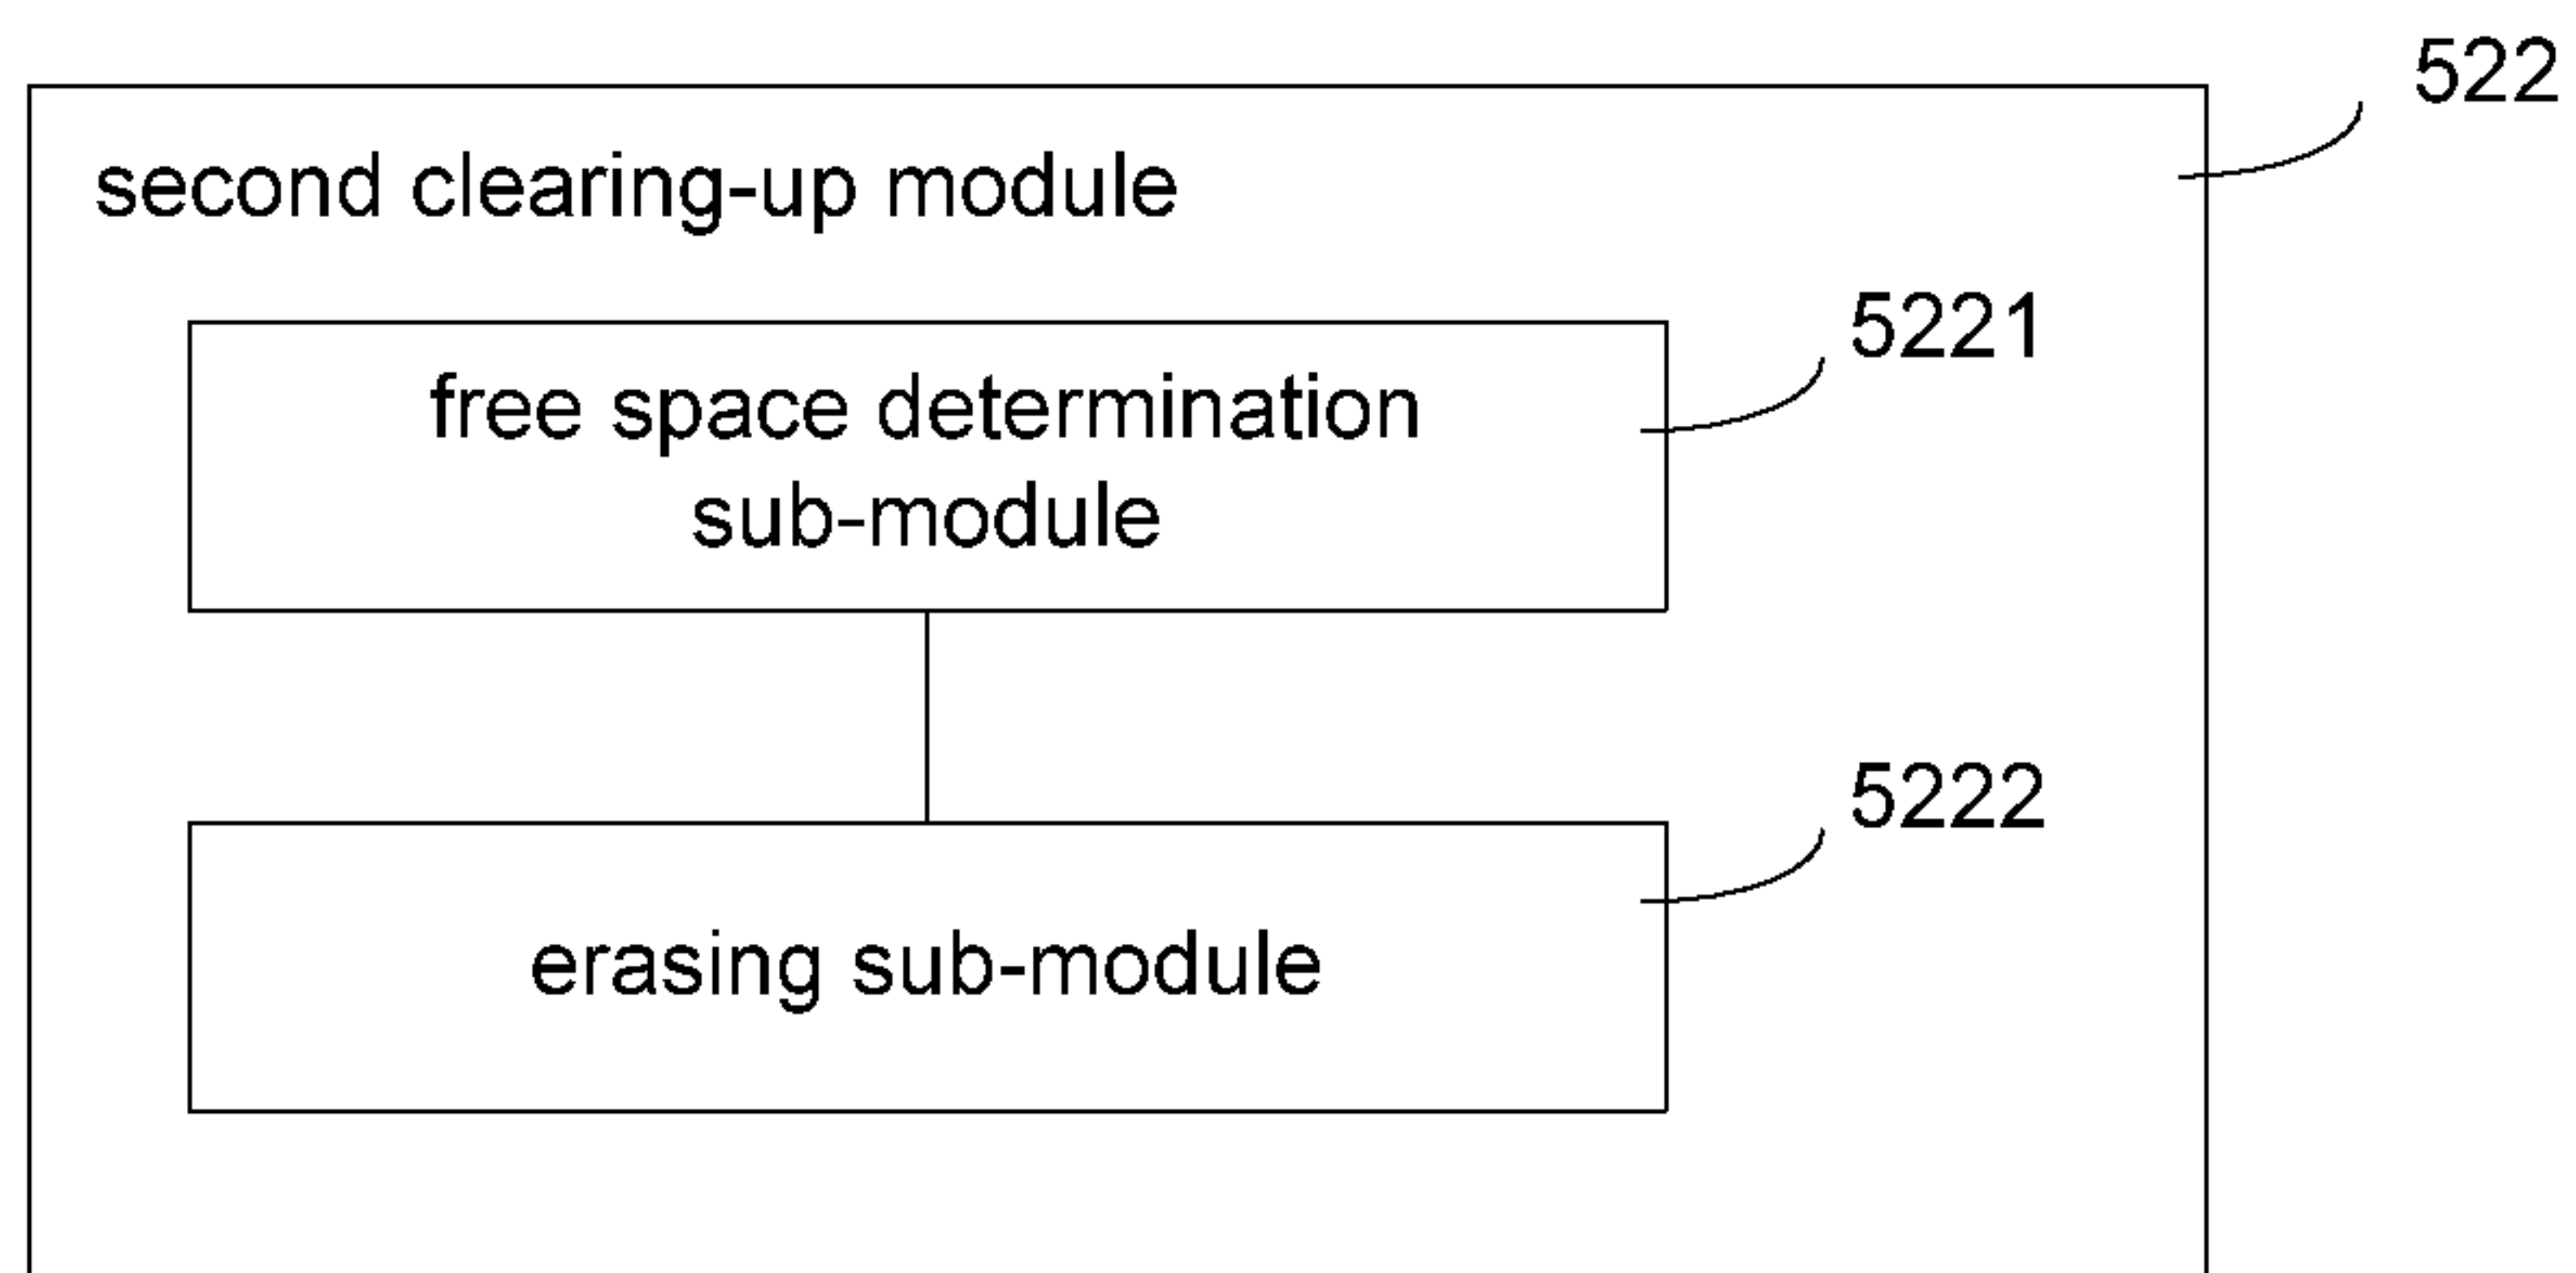 522
second clearing-up module
5221
free space determination
sub-module
5222
erasing sub-module